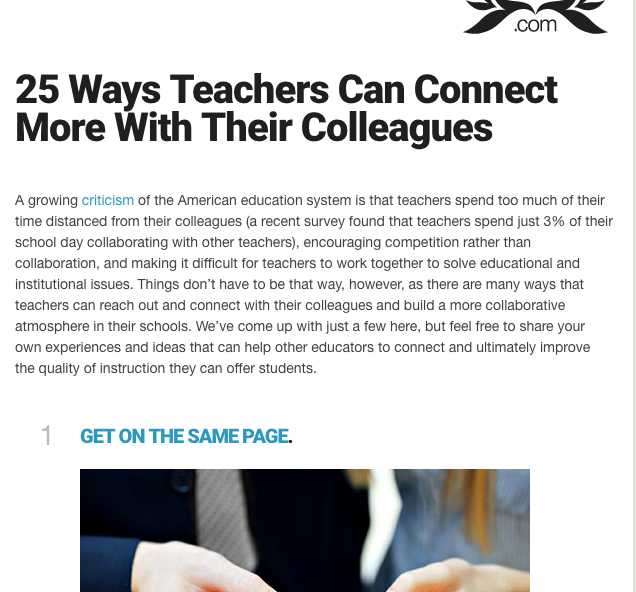 .com
25 Ways Teachers Can Connect
More With Their Colleagues
A growing criticism of the American education system is that teachers spend too much of their
time distanced from their colleagues (a recent survey found that teachers spend just 3% of their
school day collaborating with other teachers), encouraging competition rather than
collaboration, and making it difficult for teachers to work together to solve educational and
institutional issues. Things don’t have to be that way, however, as there are many ways that
teachers can reach out and connect with their colleagues and build a more collaborative
atmosphere in their schools. We’ve come up with just a few here, but feel free to share your
own experiences and ideas that can help other educators to connect and ultimately improve
the quality of instruction they can offer students.
1 GET ON THE SAME PAGE.